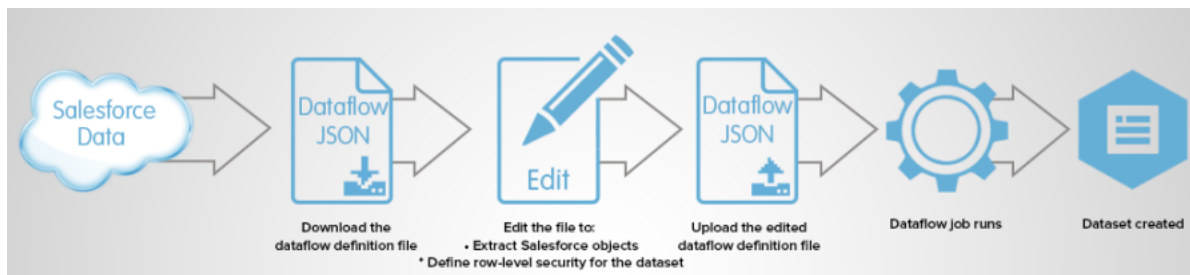 Salesforce
Data
Dataflow
JSON
Edit
Dataflow
JSON
Download the
dataflow definition file
Edit the file to:
• Extract Salesforce objects
* Define row-level security for the dataset
Upload the edited
dataflow definition file
Dataflow job runs
Dataset created